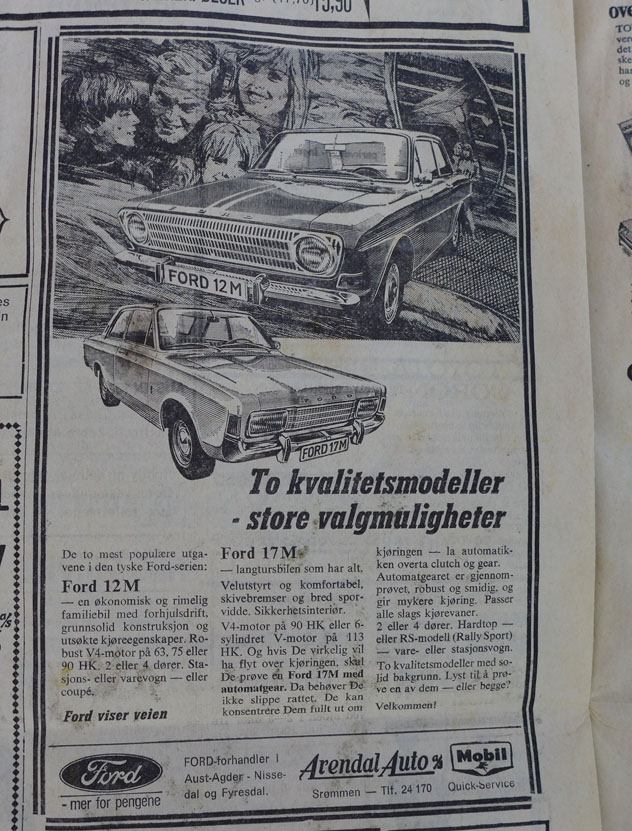 15,90
FORD 12M
FORD 17M
To kvalitetsmodeller
- store valgmuligheter
De to mest populære utga-
vene i den tyske Ford-serien:
Ford 12M
— en økonomisk og rimelig
familiebil med forhjulsdrift,
grunnsolid konstruksjon og
utsøkte kjøreegenskaper. Ro-
bust V4-motor på 63, 75 eller
90 HK. 2 eller 4 dører. Sta-
sjons- eller varevogn — eller
coupé.
Ford viser veien
Ford 17M
— langtursbilen som har alt.
Velutstyrt og komfortabel,
skivebremser og bred spor-
vidde. Sikkerhetsinteriør.
V4-motor på 90 HK eller 6-
sylindret V-motor på 113
HK. Og hvis De virkelig vil
ha flyt over kjøringen, skul
De prøve en Ford 17M med
automatgear. Da behøver De
ikke slippe rattet, De kan
konsentrere Dem fullt ut om
kjøringen — la automatik-
ken overta clutch og gear.
Automatgearet er gjennom-
prøvet, robust og smidig, og
gir mykere kjøring. Passer
alle slags kjørevaner.
2 eller 4 dører. Hardtop —
eller RS-modell (Rally Sport)
— vare- eller stasjonsvogn.
To kvalitetsmodeller med so-
lid bakgrunn. Lyst til å prø-
ve en av dem — eller begge?
Velkommen!
Ford
- mer for pengene
FORD-forhandler i
Aust-Agder - Nisse-
dal og Fyresdal.
Arendal Auto A/S
Strømmen — Tlf. 24 170
Mobil
Quick-Service